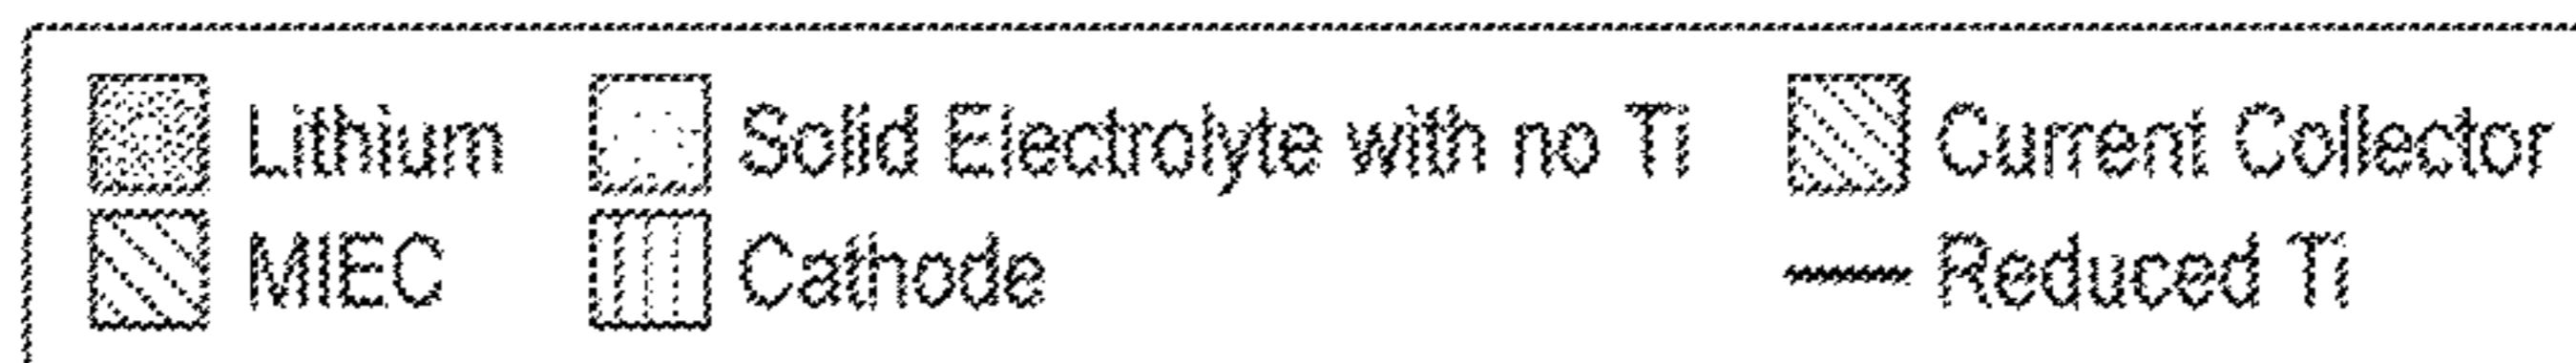 Lithium Solid Electrolyte with no Ti Current Collector
MIEC Cathode Reduced Ti